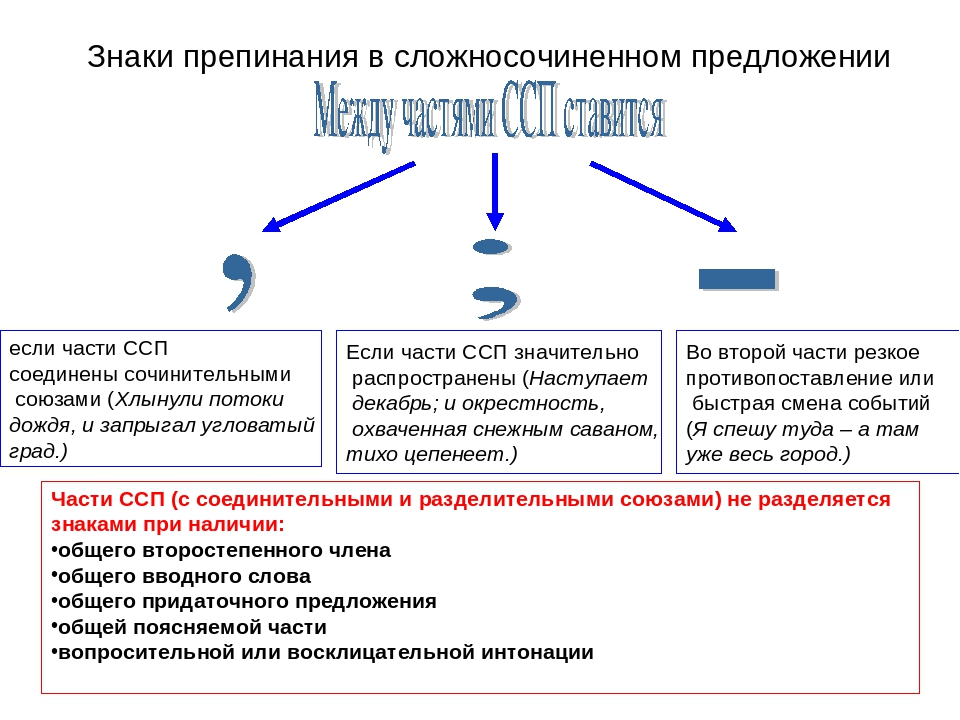 Знаки препинания в сложносочиненном предложении
Между частями ССП ставится
, ; –
если части ССП
соединены сочинительными
союзами (Хлынули потоки
дождя, и запрыгал угловатый
град.)
Если части ССП значительно
распространены (Наступает
декабрь; и окрестность,
охваченная снежным саваном,
тихо цепенеет.)
Во второй части резкое
противопоставление или
быстрая смена событий
(Я спешу туда – а там
уже весь город.)
Части ССП (с соединительными и разделительными союзами) не разделяется
знаками при наличии:
•общего второстепенного члена
•общего вводного слова
•общего придаточного предложения
•общей поясняемой части
•вопросительной или восклицательной интонации